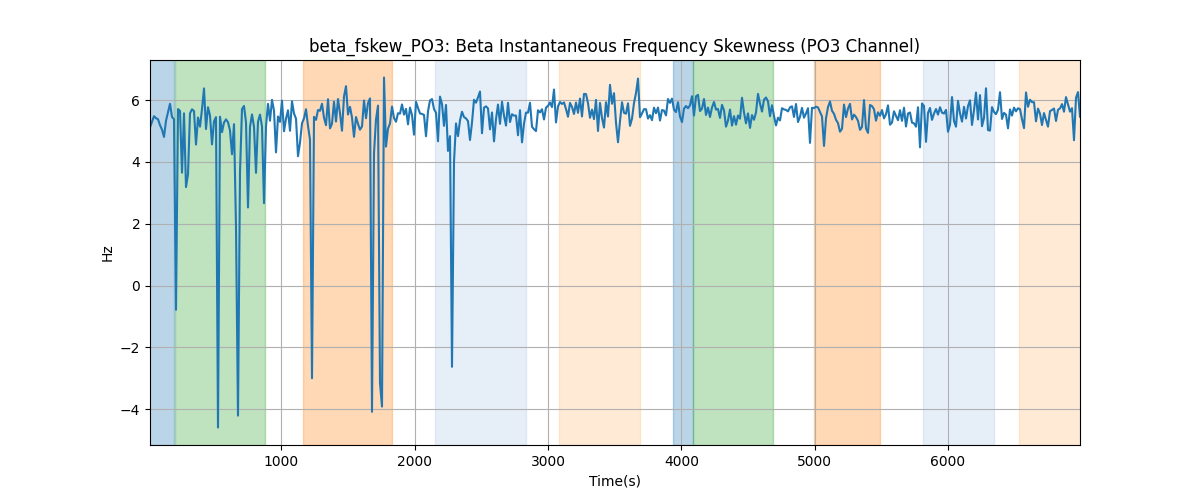 beta_fskew_PO3: Beta Instantaneous Frequency Skewness (PO3 Channel)
6
4
2
0
−2
−4
Hz
1000 2000 3000 4000 5000 6000
Time(s)